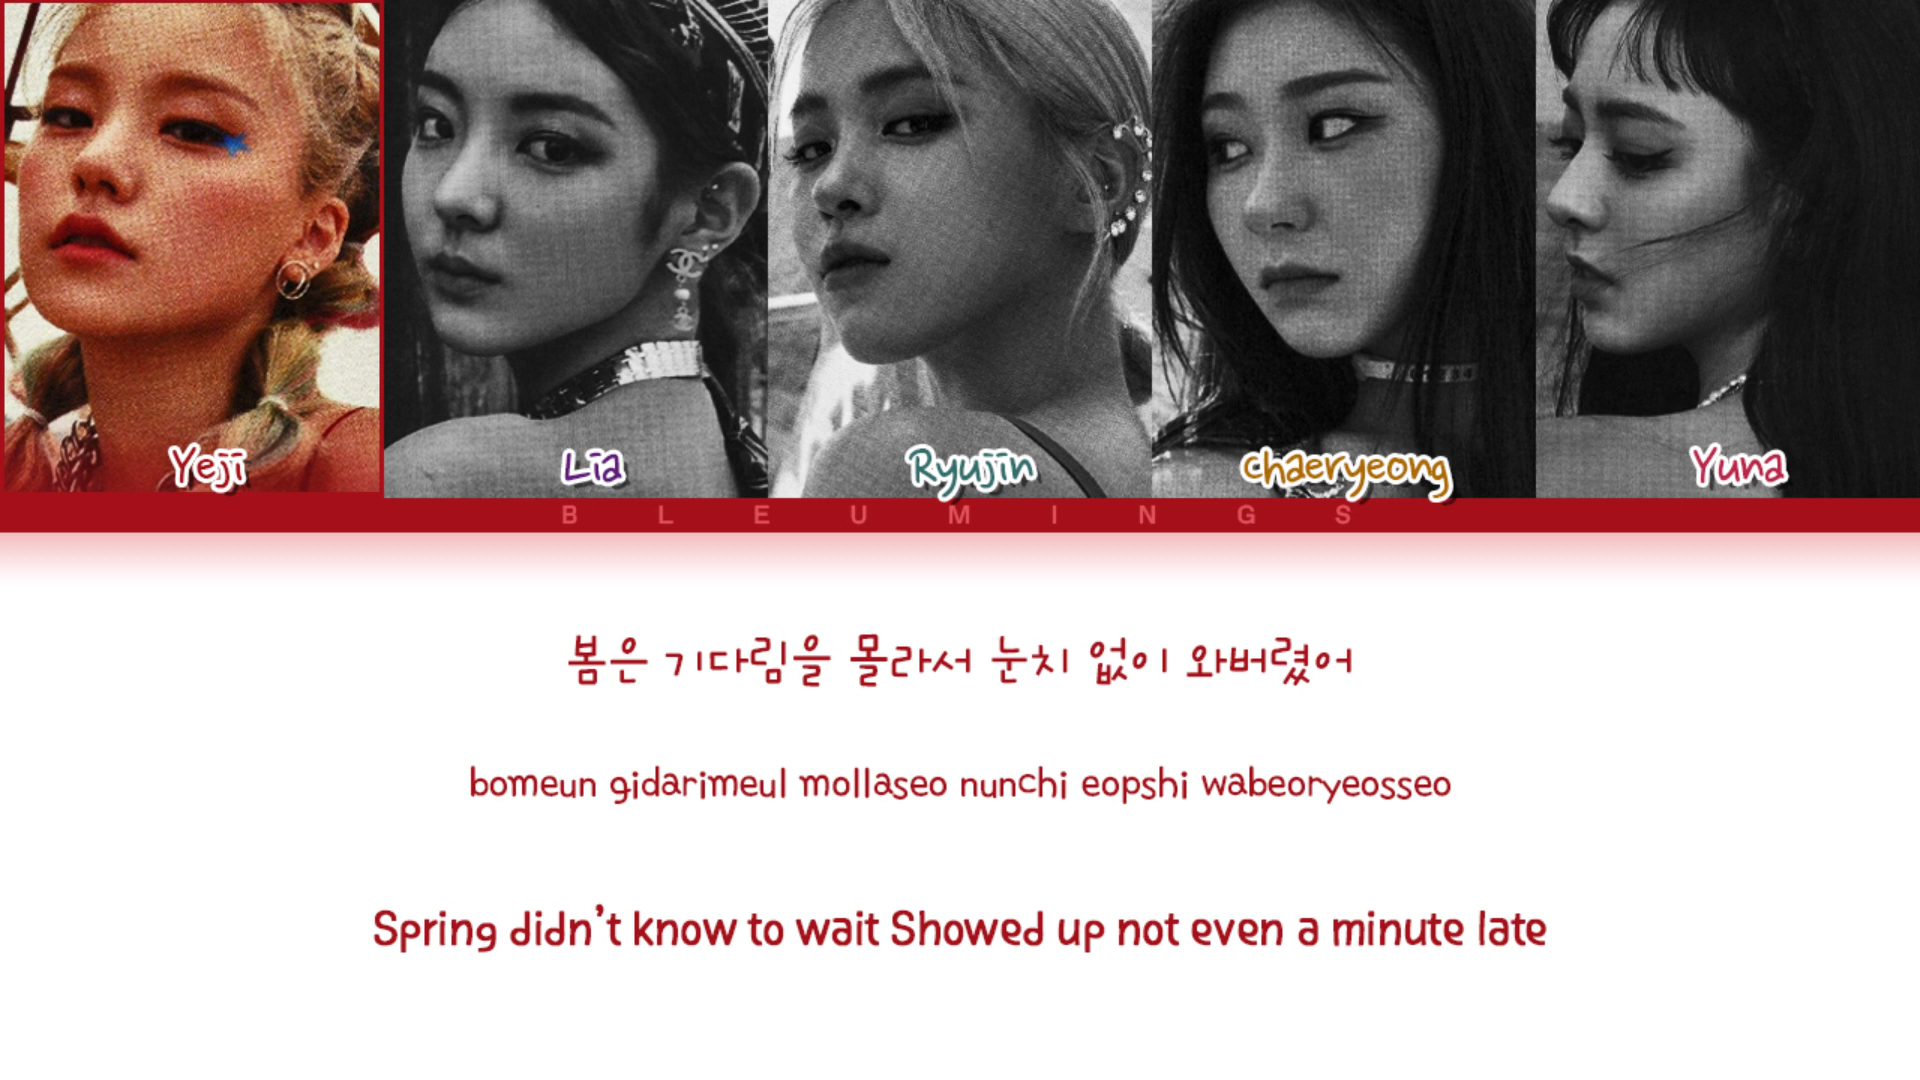 Yeji
Lia
Ryujin
chaeryeong
Yuna
BLEUMINGS
봄은 기다림을 몰라서 눈치 없이 와버렸어
bomeun gidarimeul mollaseo nunchi eopshi wabeoryeosseo
Spring didn't know to wait Showed up not even a minute late